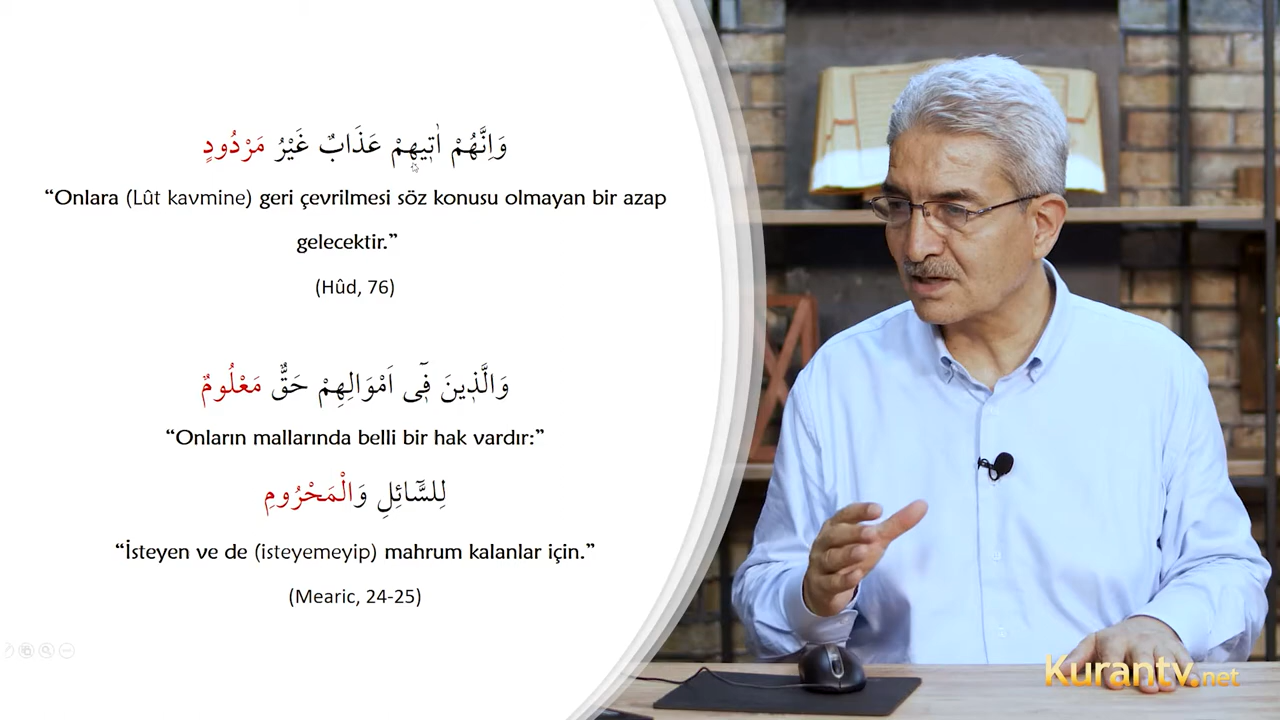 وَاِنَّهُمْ اٰت۪يهِمْ عَذَابٌ غَيْرُ مَرْدُودٍ
“Onlara (Lût kavmine) geri çevrilmesi söz konusu olmayan bir azap
gelecektir.”
(Hûd, 76)
وَالَّذ۪ينَ ف۪ٓى اَمْوَالِهِمْ حَقٌّ مَعْلُومٌ
“Onların mallarında belli bir hak vardır:”
لِلسَّٓائِلِ وَالْمَحْرُومِ
“İsteyen ve de (isteyemeyip) mahrum kalanlar için.”
(Mearic, 24-25)
Kurantv.net